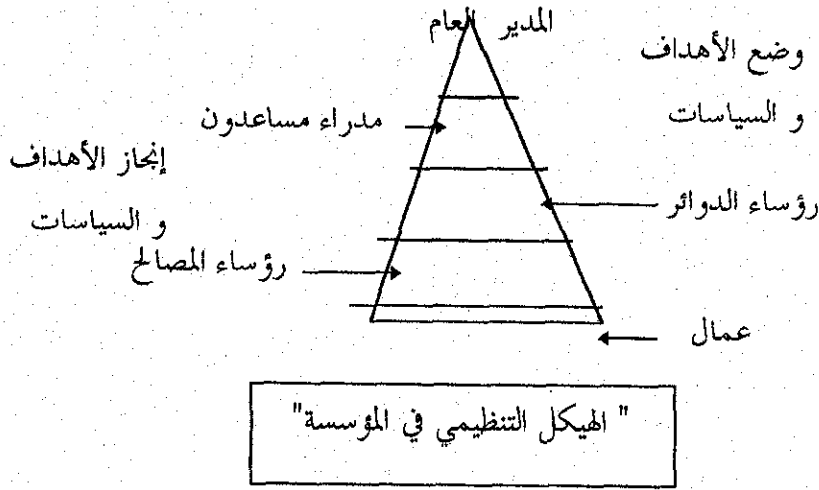 المدير العام
وضع الأهداف
و السياسات
مدراء مساعدون
إنجاز الأهداف
و السياسات
رؤساء الدوائر
رؤساء المصالح
عمال
" الهيكل التنظيمي في المؤسسة"